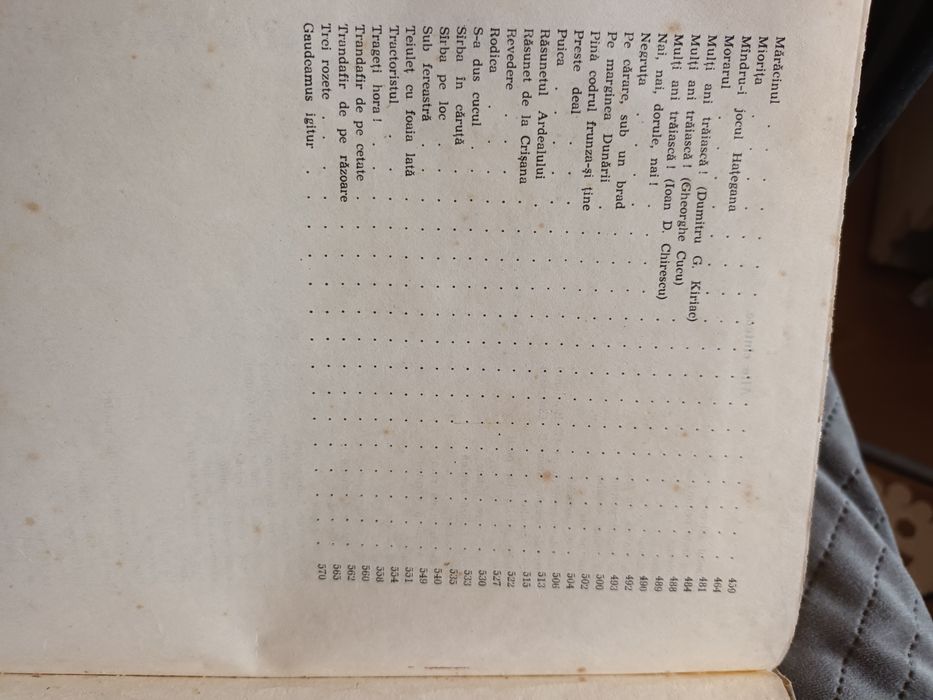 Mărăcinul . . . . . . . . . . . 459
Miorița . . . . . . . . . . . 464
Mîndru-i jocul Hațegana . . . . . . . . 481
Morarul . . . . . . . . . . . 484
Mulți ani trăiască ! (Dumitru G. Kiriac) . . . . . 488
Mulți ani trăiască ! (Gheorghe Cucu) . . . . . . 489
Mulți ani trăiască ! (Ioan D. Chirescu) . . . . . . 490
Nai, nai, dorule, nai ! . . . . . . . . 492
Negruța . . . . . . . . . . . 493
Pe cărare, sub un brad . . . . . . . . 500
Pe marginea Dunării . . . . . . . . . 502
Pînă codrul frunza-și ține . . . . . . . . 504
Preste deal . . . . . . . . . . 506
Puica . . . . . . . . . . . 513
Răsunetul Ardealului . . . . . . . . . 515
Răsunet de la Crișana . . . . . . . . . 522
Revedere . . . . . . . . . . . 527
Rodica . . . . . . . . . . . 530
S-a dus cucul . . . . . . . . . . 533
Sîrba în căruță . . . . . . . . . . 535
Sîrba pe loc . . . . . . . . . . 540
Sub fereastră . . . . . . . . . . 549
Teiuleț cu foaia lată . . . . . . . . . 551
Tractoristul . . . . . . . . . . 554
Trageți hora ! . . . . . . . . . . 558
Trandafir de pe cetate . . . . . . . . . 560
Trandafir de pe răzoare . . . . . . . . . 562
Trei rozete . . . . . . . . . . 565
Gaudeamus igitur . . . . . . . . . 570